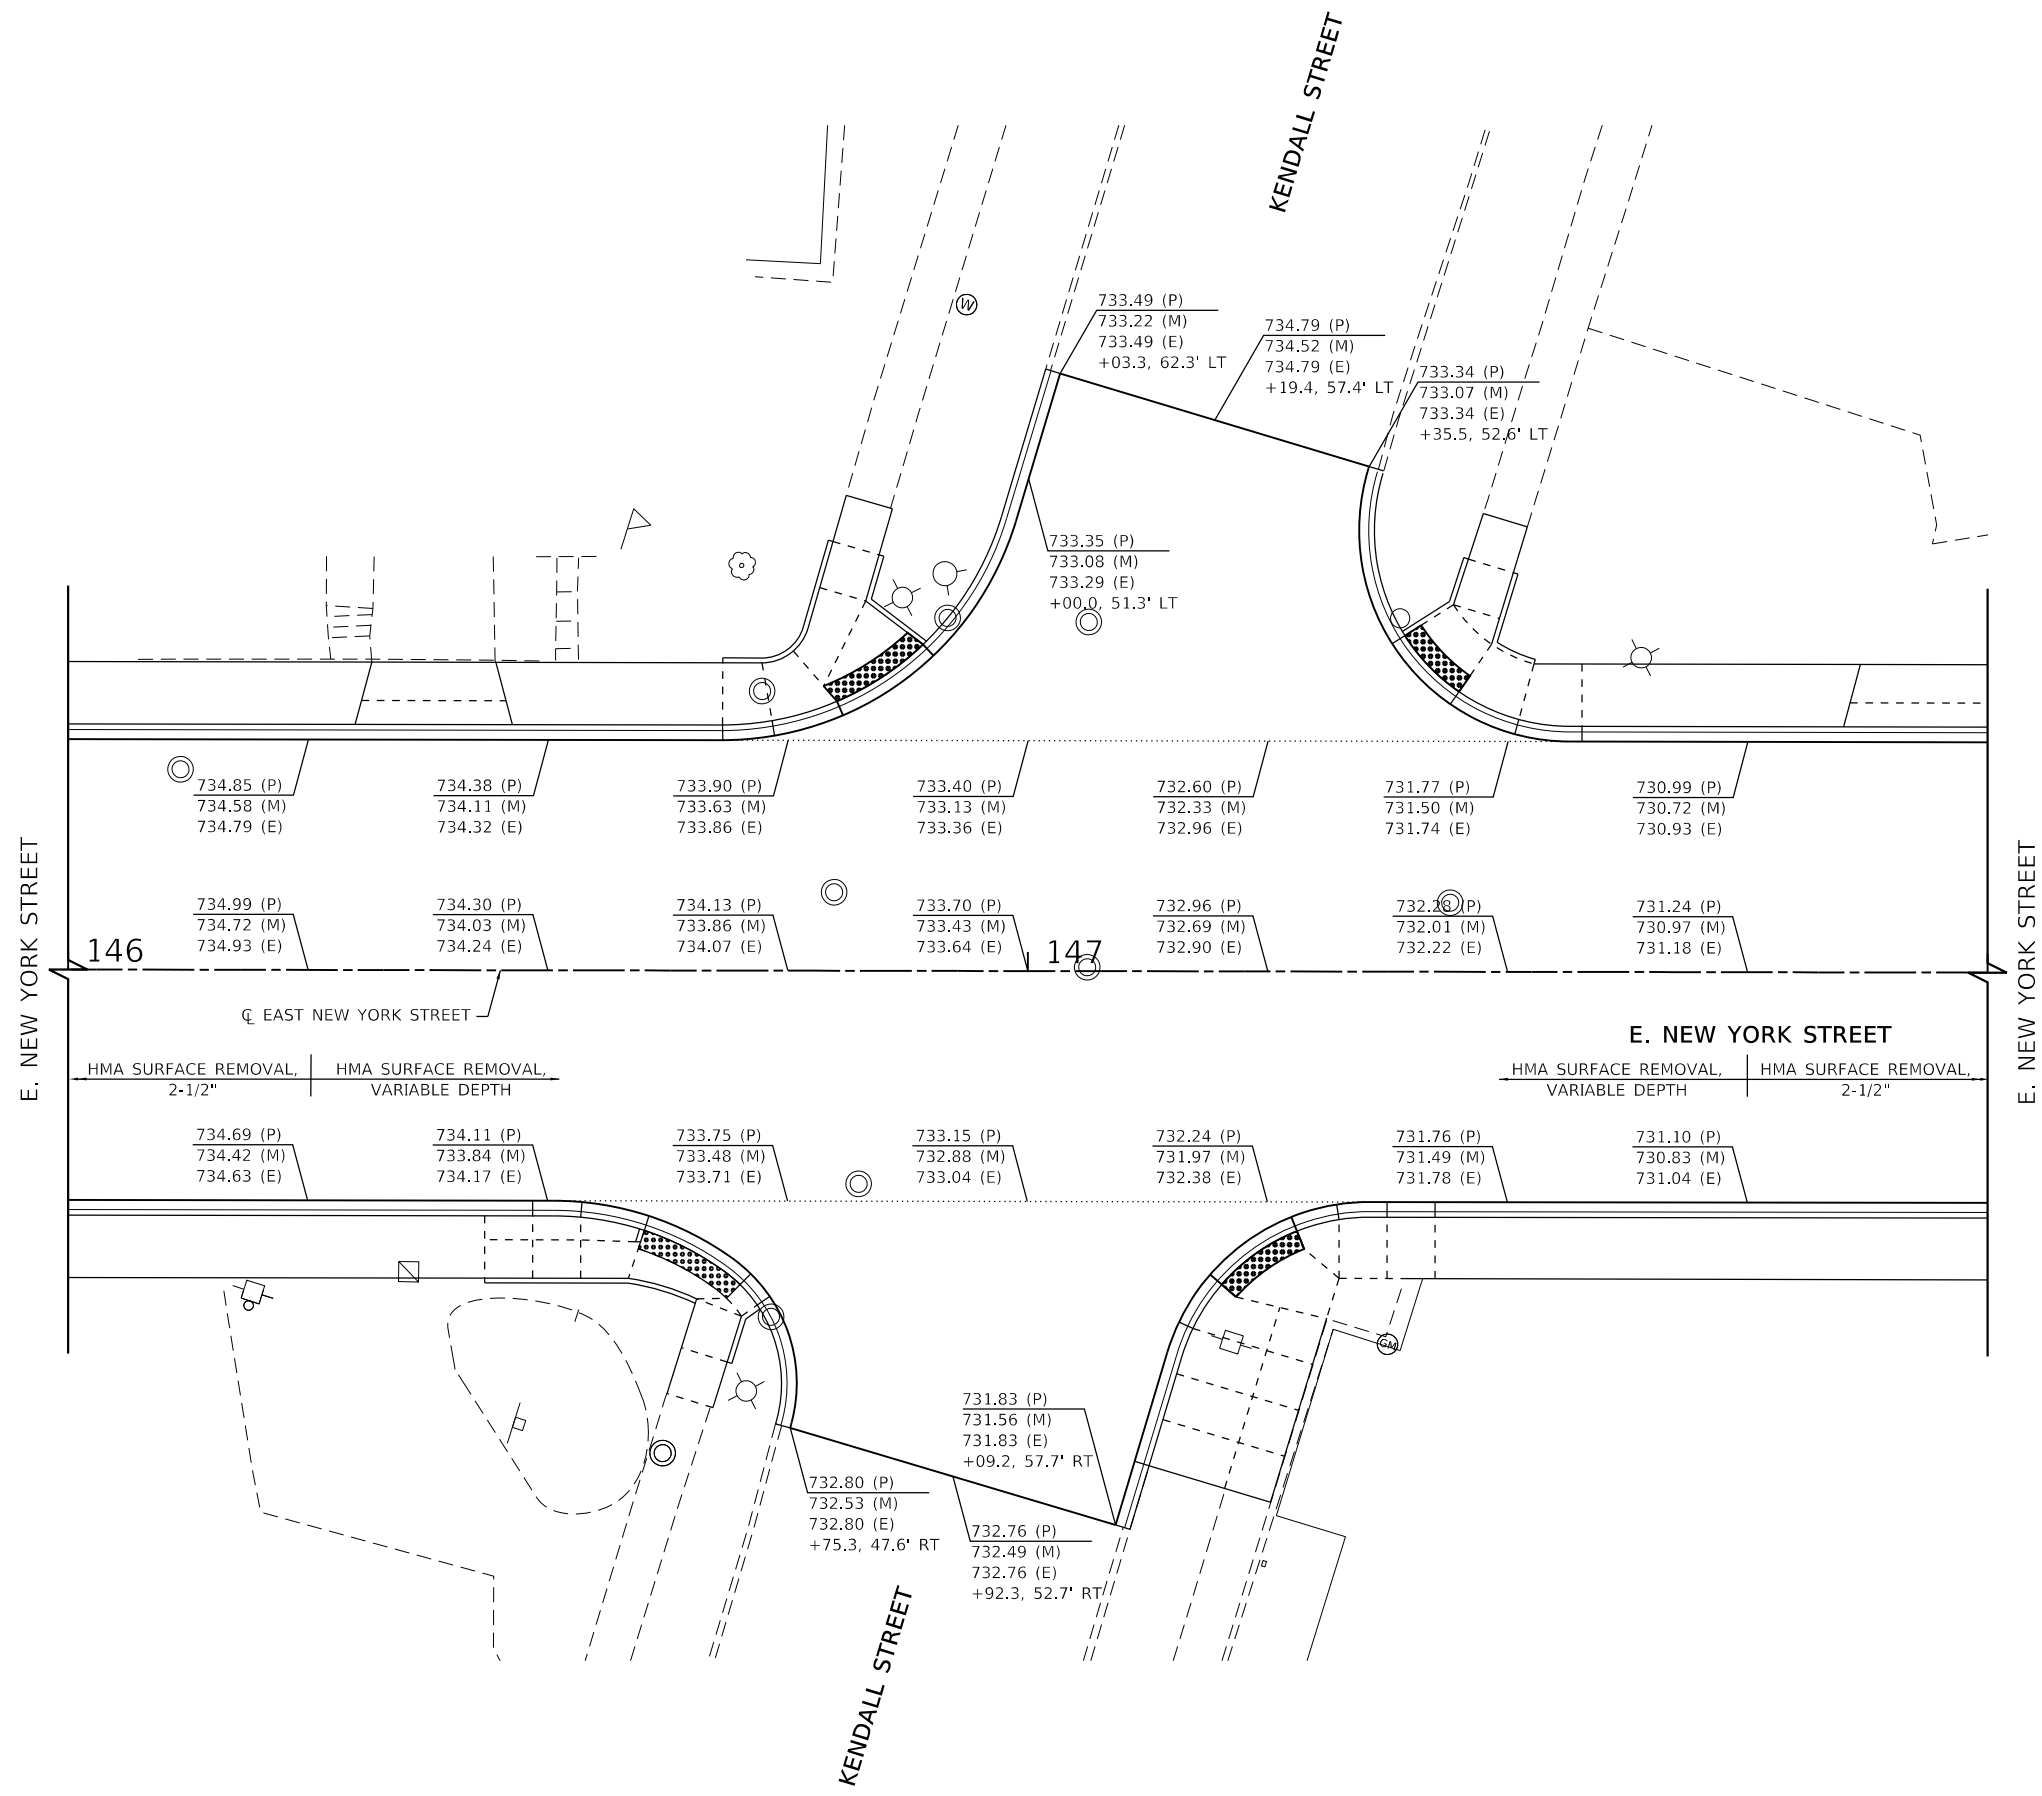 KENDALL STREET
733.49 (P)
733.22 (M)
733.49 (E)
+03.3, 62.3' LT
734.79 (P)
734.52 (M)
734.79 (E)
+19.4, 57.4' LT
733.34 (P)
733.07 (M)
733.34 (E)
+35.5, 52.6' LT
W
733.35 (P)
733.08 (M)
733.29 (E)
+00.0, 51.3' LT
734.85 (P)
734.58 (M)
734.79 (E)
734.38 (P)
734.11 (M)
734.32 (E)
733.90 (P)
733.63 (M)
733.86 (E)
733.40 (P)
733.13 (M)
733.36 (E)
732.60 (P)
732.33 (M)
732.96 (E)
731.77 (P)
731.50 (M)
731.74 (E)
730.99 (P)
730.72 (M)
730.93 (E)
734.99 (P)
734.72 (M)
734.93 (E)
734.30 (P)
734.03 (M)
734.24 (E)
734.13 (P)
733.86 (M)
734.07 (E)
733.70 (P)
733.43 (M)
733.64 (E)
732.96 (P)
732.69 (M)
732.90 (E)
732.28 (P)
732.01 (M)
732.22 (E)
731.24 (P)
730.97 (M)
731.18 (E)
E. NEW YORK STREET
146
147
E. NEW YORK STREET
℄ EAST NEW YORK STREET
E. NEW YORK STREET
HMA SURFACE REMOVAL,
2-1/2"
HMA SURFACE REMOVAL,
VARIABLE DEPTH
HMA SURFACE REMOVAL,
VARIABLE DEPTH
HMA SURFACE REMOVAL,
2-1/2"
734.69 (P)
734.42 (M)
734.63 (E)
734.11 (P)
733.84 (M)
734.17 (E)
733.75 (P)
733.48 (M)
733.71 (E)
733.15 (P)
732.88 (M)
733.04 (E)
732.24 (P)
731.97 (M)
732.38 (E)
731.76 (P)
731.49 (M)
731.78 (E)
731.10 (P)
730.83 (M)
731.04 (E)
GM
731.83 (P)
731.56 (M)
731.83 (E)
+09.2, 57.7' RT
732.80 (P)
732.53 (M)
732.80 (E)
+75.3, 47.6' RT
732.76 (P)
732.49 (M)
732.76 (E)
+92.3, 52.7' RT
KENDALL STREET